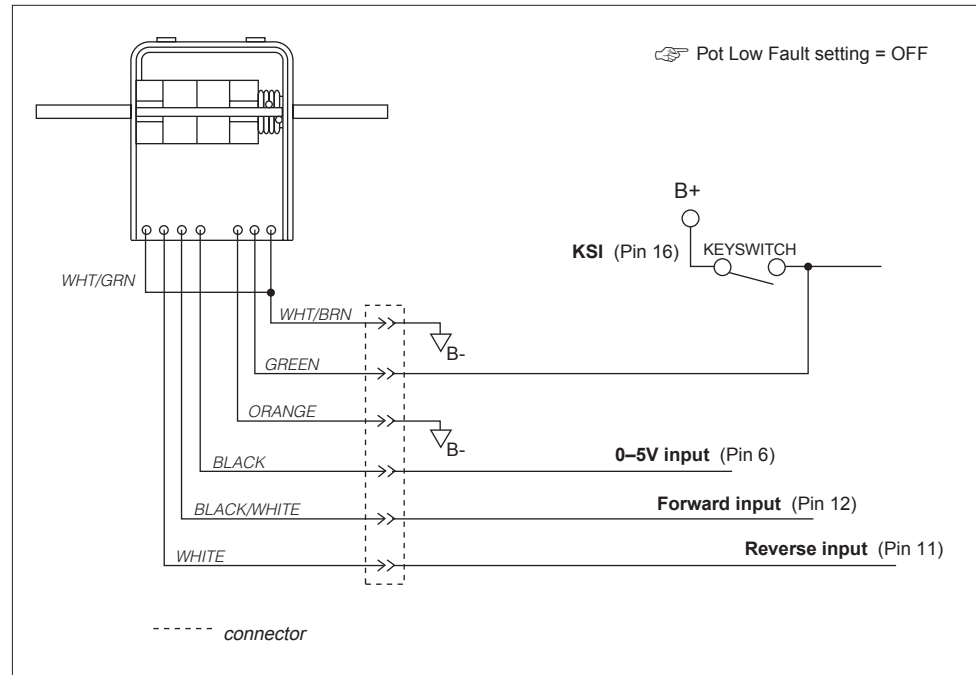 ☞ Pot Low Fault setting = OFF
B+
KSI (Pin 16) KEYSWITCH
WHT/GRN
WHT/BRN
B-
GREEN
ORANGE
B-
BLACK
0–5V input (Pin 6)
BLACK/WHITE
Forward input (Pin 12)
WHITE
Reverse input (Pin 11)
connector